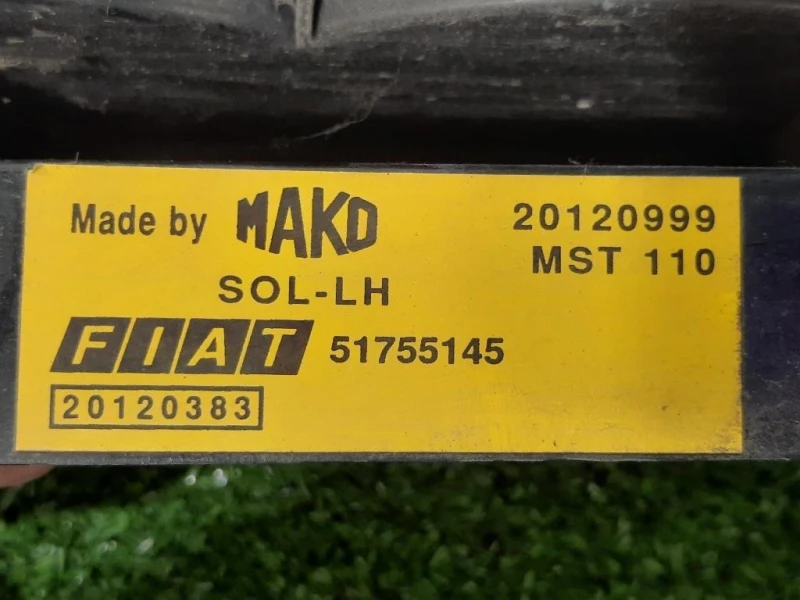 Made by MAKO 20120999
MST 110
SOL-LH
FIAT 51755145
20120383